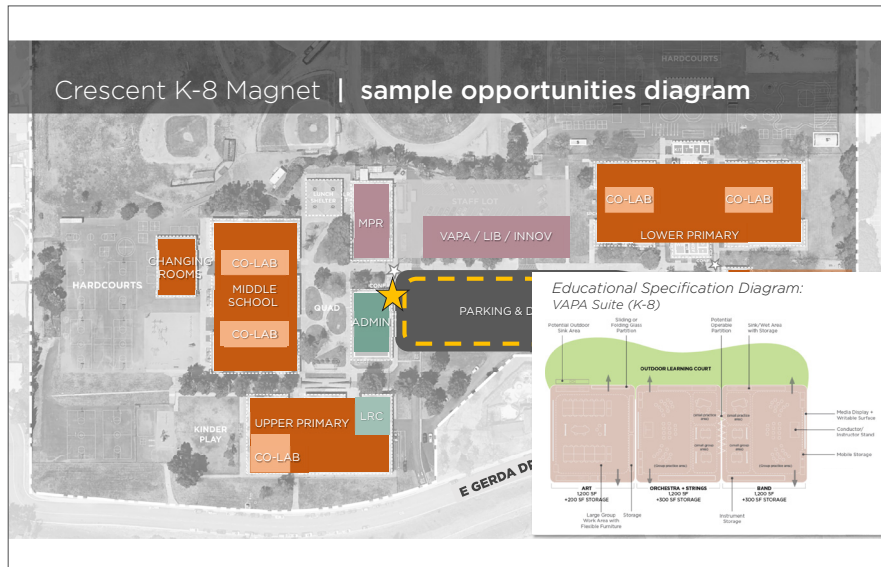 HARDCOURTS
Crescent K-8 Magnet | sample opportunities diagram
LUNCH
SHELTER
STAFF LOT
MPR
CO-LAB
CO-LAB
VAPA / LIB / INNOV
LOWER PRIMARY
CHANGING
ROOMS
CO-LAB
HARDCOURTS
MIDDLE
SCHOOL
QUAD
ADMIN
PARKING & D
CO-LAB
KINDER
PLAY
UPPER PRIMARY
LRC
CO-LAB
E GERDA DR
Educational Specification Diagram:
VAPA Suite (K-8)
Potential Outdoor
Sink Area
Sliding or
Folding Glass
Partition
Potential
Operable
Partition
Sink/Wet Area
with Storage
OUTDOOR LEARNING COURT
Media Display +
Writable Surface
Conductor/
Instructor Stand
Mobile Storage
ART
1,200 SF
+200 SF STORAGE
ORCHESTRA + STRINGS
1,200 SF
+300 SF STORAGE
BAND
1,200 SF
+300 SF STORAGE
Large Group
Work Area with
Flexible Furniture
Storage
Instrument
Storage